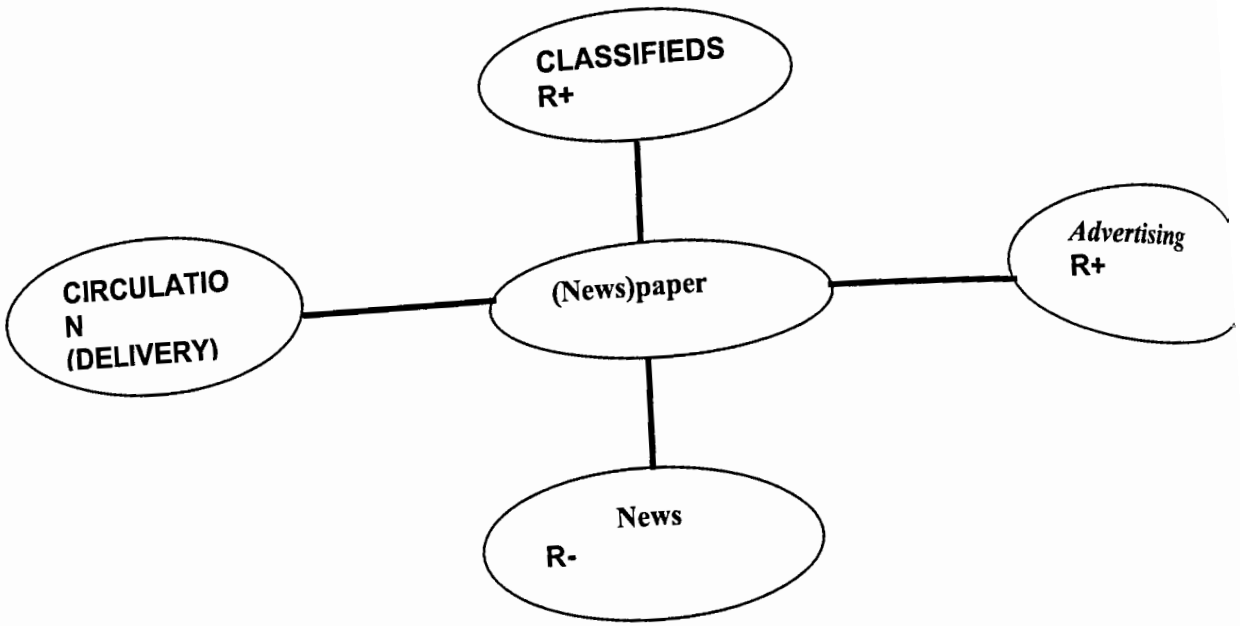 CLASSIFIEDS
R+
Advertising
R+
CIRCULATIO
N
(DELIVERY)
(News)paper
News
R-